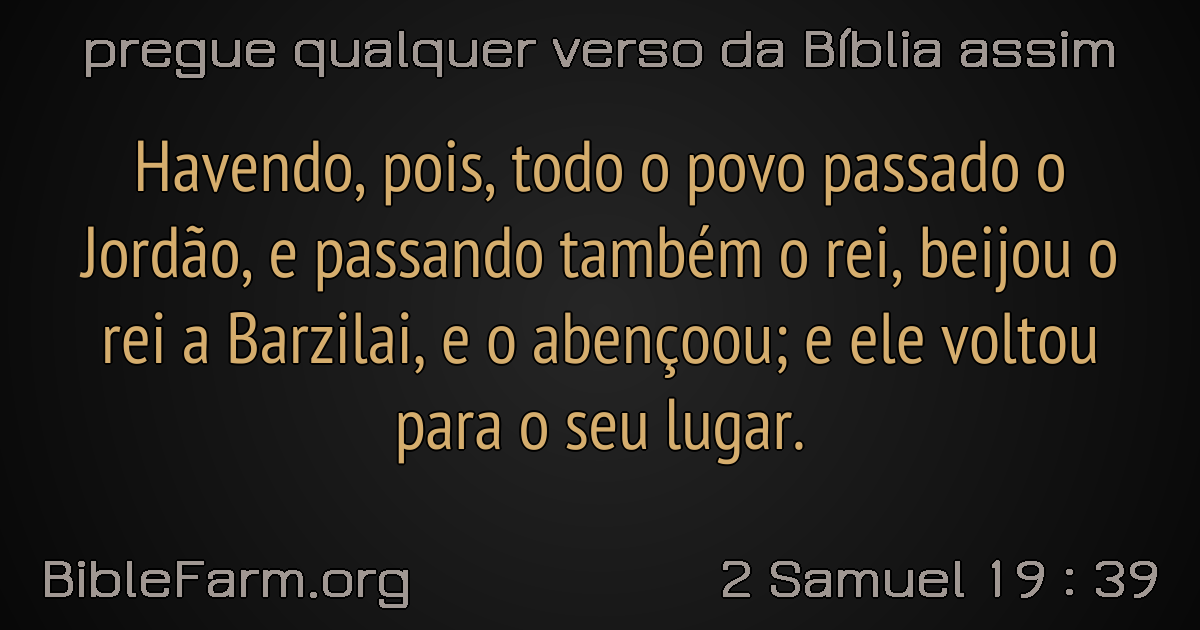 pregue qualquer verso da Bíblia assim
Havendo, pois, todo o povo passado o
Jordão, e passando também o rei, beijou o
rei a Barzilai, e o abençoou; e ele voltou
para o seu lugar.
BibleFarm.org
2 Samuel 19 : 39